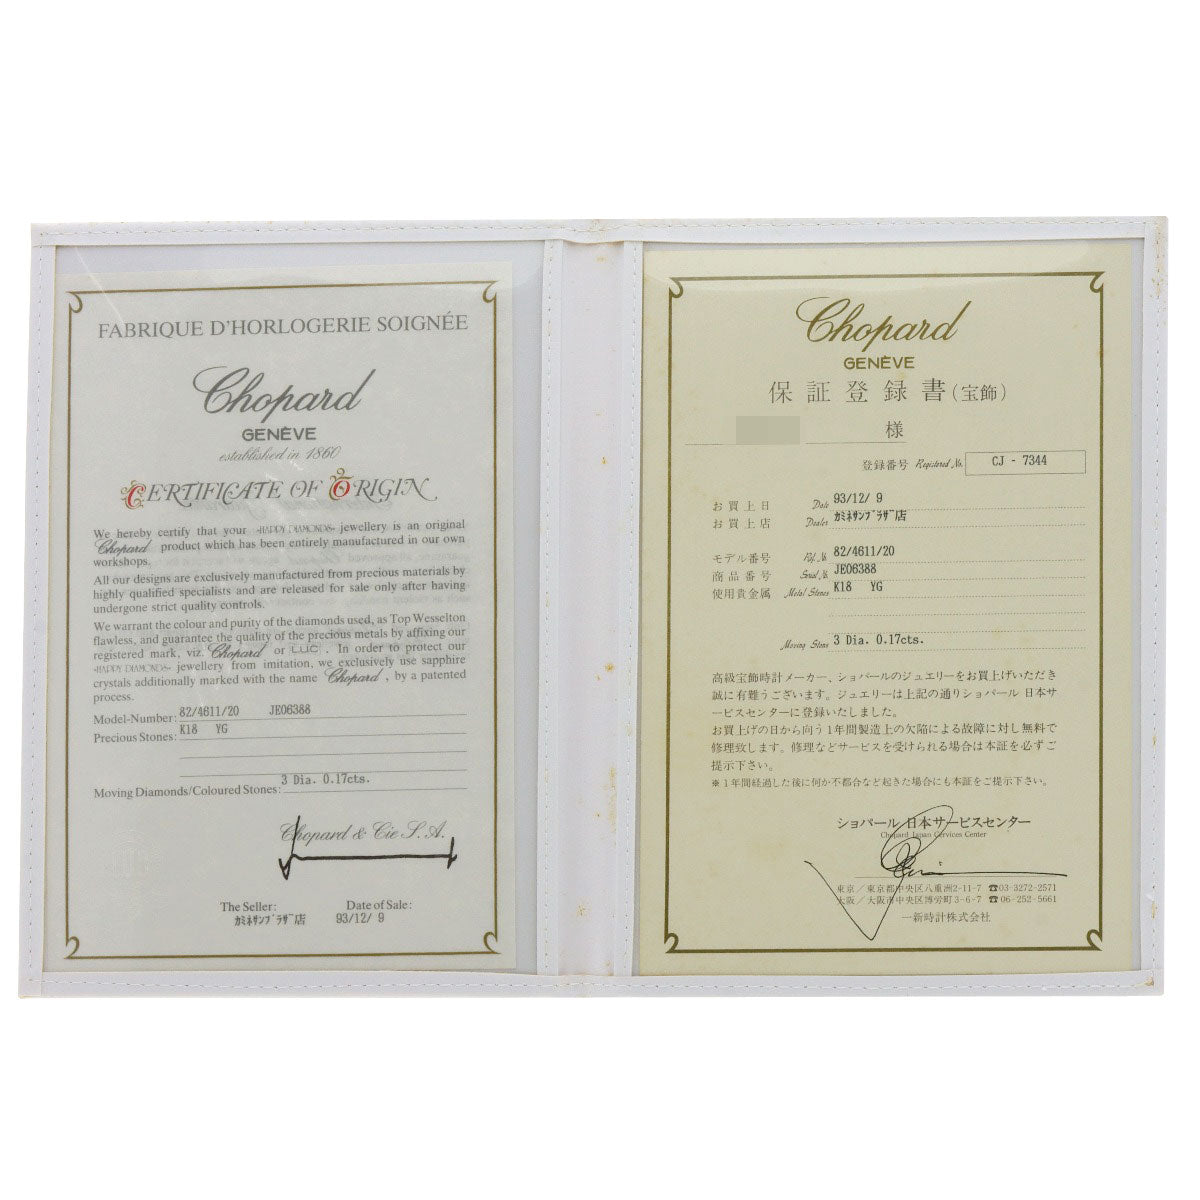 FABRIQUE D'HORLOGERIE SOIGNÉE
Chopard
GENÈVE
established in 1860
CERTIFICATE OF ORIGIN
We hereby certify that your «HAPPY DIAMONDS» jewellery is an original
Chopard product which has been entirely manufactured in our own
workshops.
All our designs are exclusively manufactured from precious materials by
highly qualified specialists and are released for sale only after having
undergone strict quality controls.
We warrant the colour and purity of the diamonds used, as Top Wesselton
flawless, and guarantee the quality of the precious metals by affixing our
registered mark, viz. Chopard or LUC. In order to protect our
«HAPPY DIAMONDS» jewellery from imitation, we exclusively use sapphire
crystals additionally marked with the name Chopard, by a patented
process.
Model-Number: 82/4611/20 JE06388
Precious Stones: K18 YG
Moving Diamonds/Coloured Stones: 3 Dia. 0.17cts.
Chopard & Cie S.A.
The Seller: Date of Sale:
カミネサンプラザ店 93/12/ 9
Chopard
GENÈVE
保証登録書(宝飾)
様
登録番号 Registered No. CJ - 7344
お買上日 Date 93/12/ 9
お買上店 Dealer カミネサンプラザ店
モデル番号 Ref. No. 82/4611/20
商品番号 Serial No. JE06388
使用貴金属 Metal Stones K18 YG
Moving Stone 3 Dia. 0.17cts.
高級宝飾時計メーカー、ショパールのジュエリーをお買上げいただき
誠に有難うございます。ジュエリーは上記の通りショパール 日本サ
ービスセンターに登録いたしました。
お買上げの日から向う1年間製造上の欠陥による故障に対し無料で
修理致します。修理などサービスを受けられる場合は本証を必ずご
提示下さい。
※1年間経過した後に何か不都合など起きた場合にも本証をご提示下さい。
ショパール 日本サービスセンター
Chopard Japan Services Center
東京/東京都中央区八重洲2-11-7 ☎03-3272-2571
大阪/大阪市中央区博労町3-6-7 ☎06-252-5661
一新時計株式会社